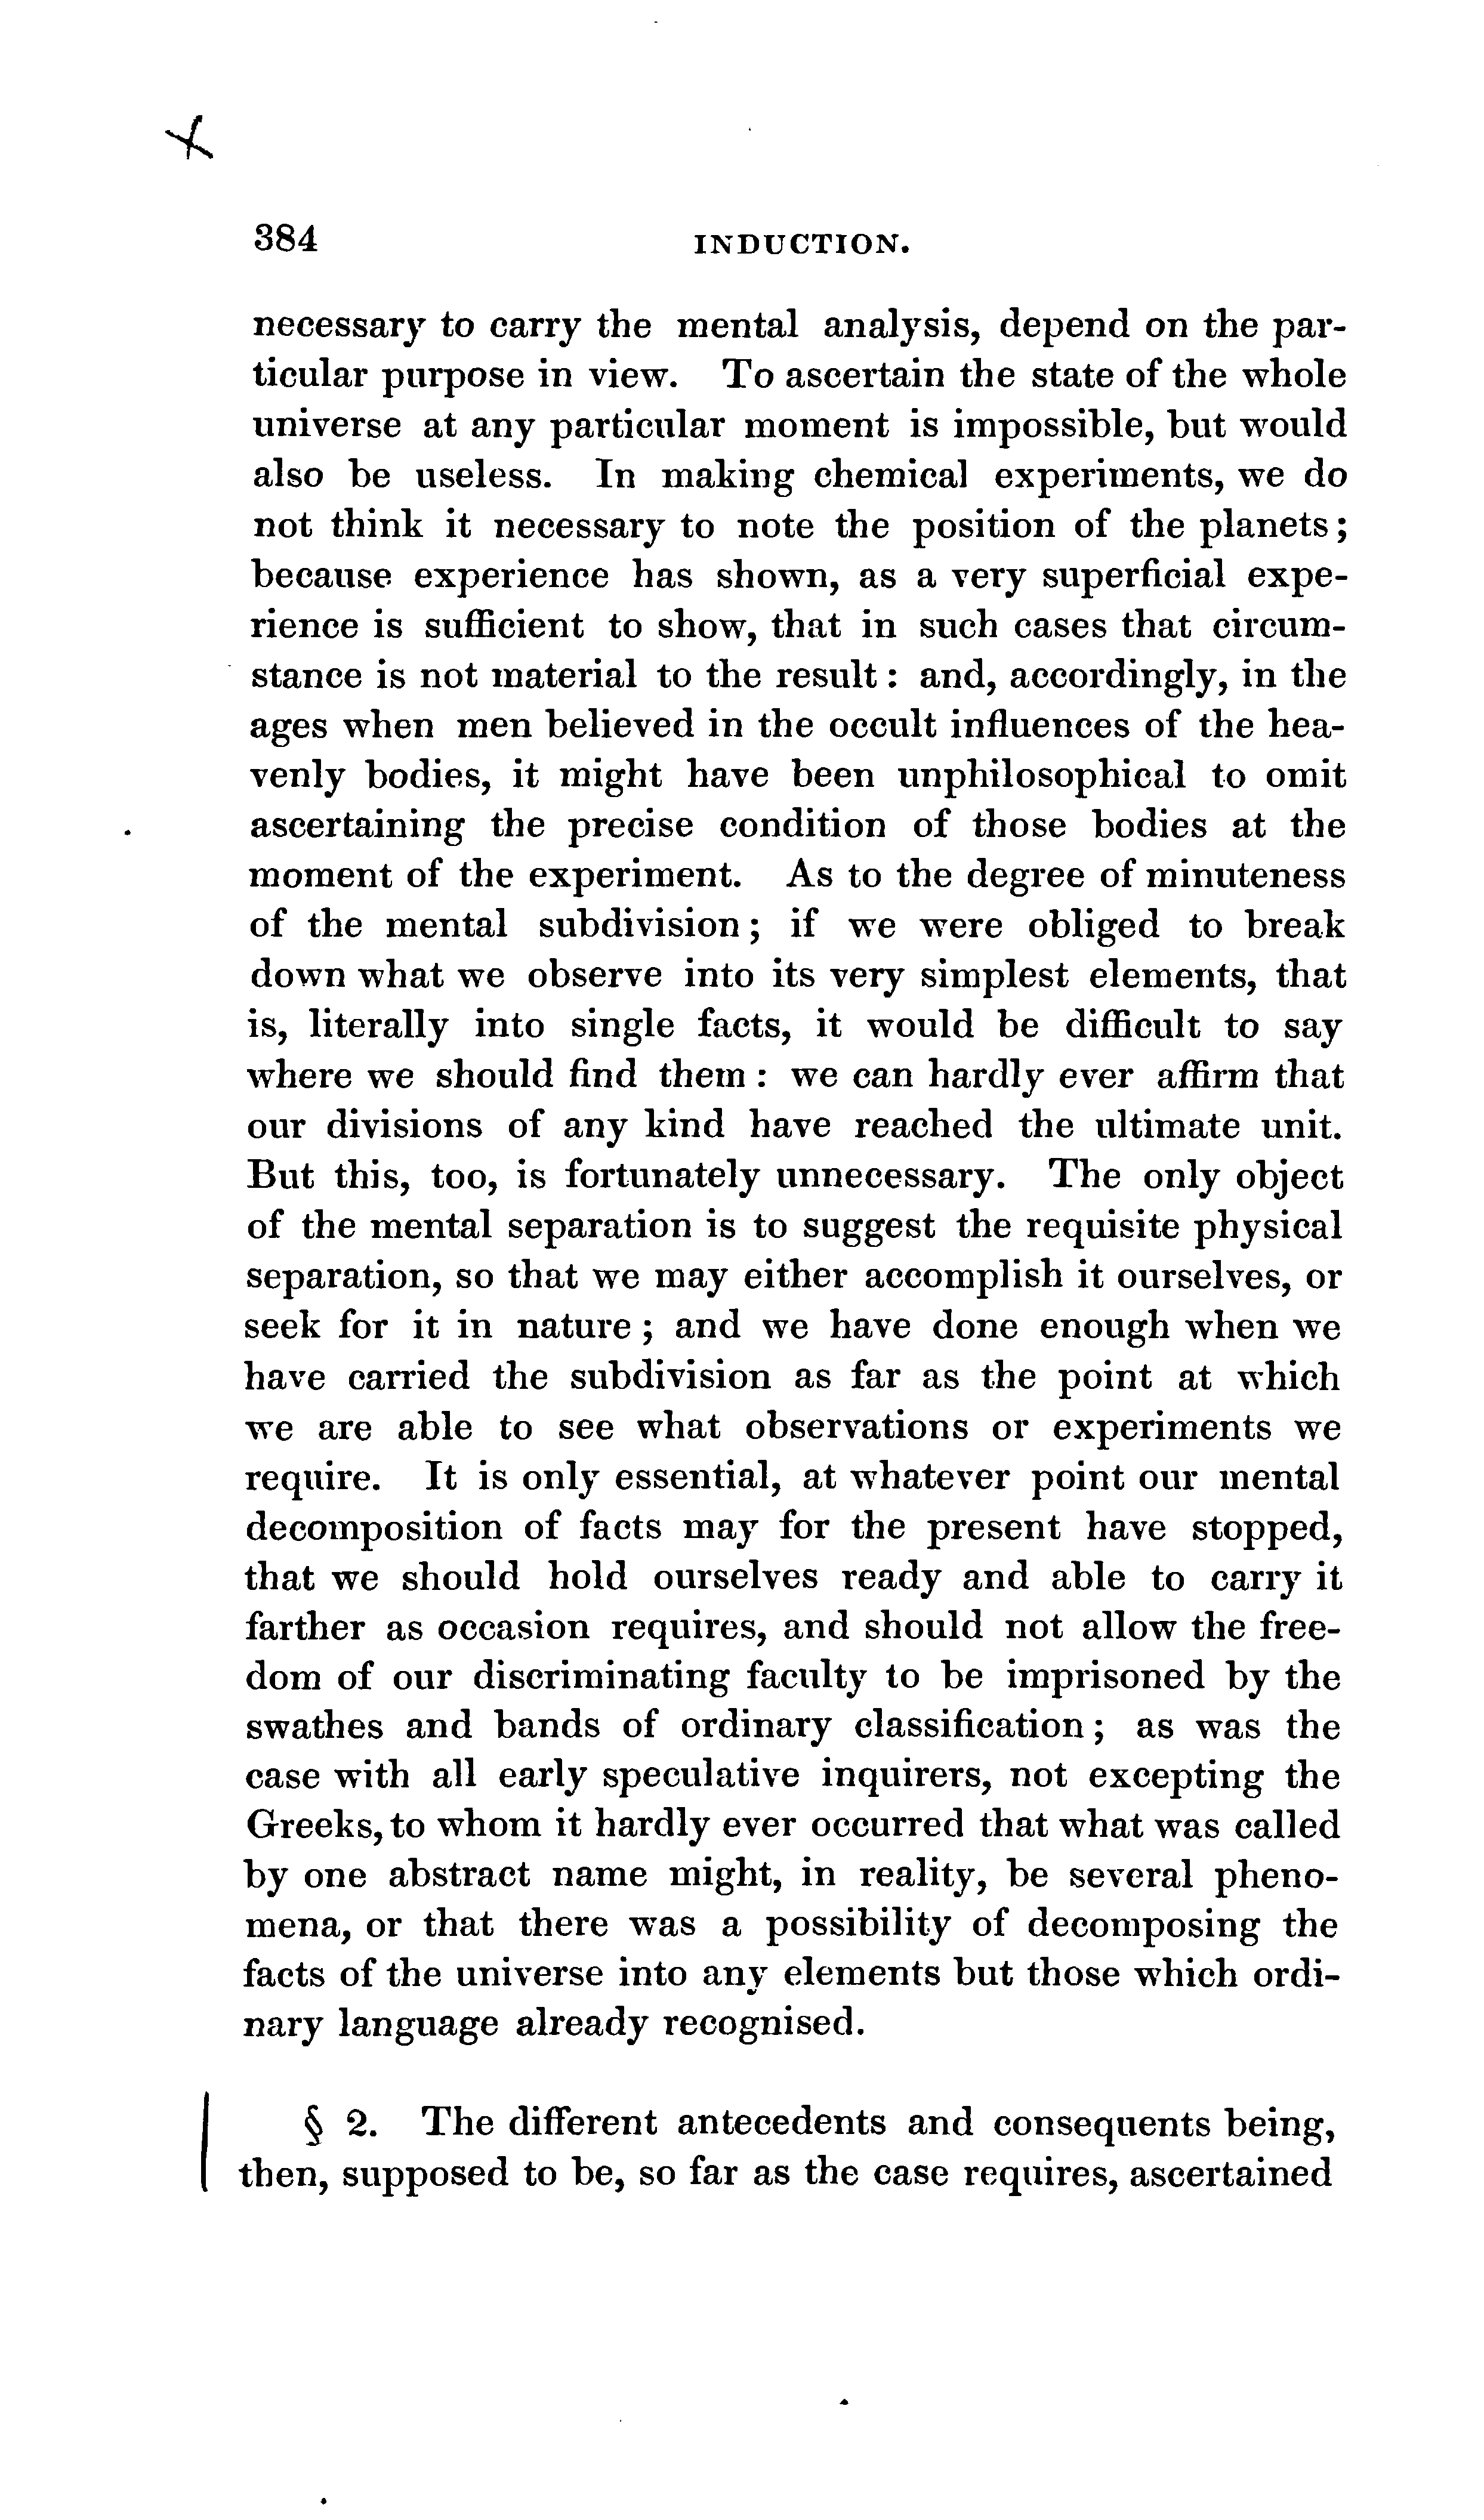 384
INDUCTION.
necessary to carry the mental analysis, depend on the par-
ticular purpose in view. To ascertain the state of the whole
universe at any particular moment is impossible, but would
also be useless. In making chemical experiments, we do
not think it necessary to note the position of the planets;
because experience has shown, as a very superficial expe-
rience is sufficient to show, that in such cases that circum-
stance is not material to the result: and, accordingly, in the
ages when men believed in the occult influences of the hea-
venly bodies, it might have been unphilosophical to omit
ascertaining the precise condition of those bodies at the
moment of the experiment. As to the degree of minuteness
of the mental subdivision; if we were obliged to break
down what we observe into its very simplest elements, that
is, literally into single facts, it would be difficult to say
where we should find them: we can hardly ever affirm that
our divisions of any kind have reached the ultimate unit.
But this, too, is fortunately unnecessary. The only object
of the mental separation is to suggest the requisite physical
separation, so that we may either accomplish it ourselves, or
seek for it in nature; and we have done enough when we
have carried the subdivision as far as the point at which
we are able to see what observations or experiments we
require. It is only essential, at whatever point our mental
decomposition of facts may for the present have stopped,
that we should hold ourselves ready and able to carry it
farther as occasion requires, and should not allow the free-
dom of our discriminating faculty to be imprisoned by the
swathes and bands of ordinary classification; as was the
case with all early speculative inquirers, not excepting the
Greeks, to whom it hardly ever occurred that what was called
by one abstract name might, in reality, be several pheno-
mena, or that there was a possibility of decomposing the
facts of the universe into any elements but those which ordi-
nary language already recognised.
§ 2. The different antecedents and consequents being,
then, supposed to be, so far as the case requires, ascertained